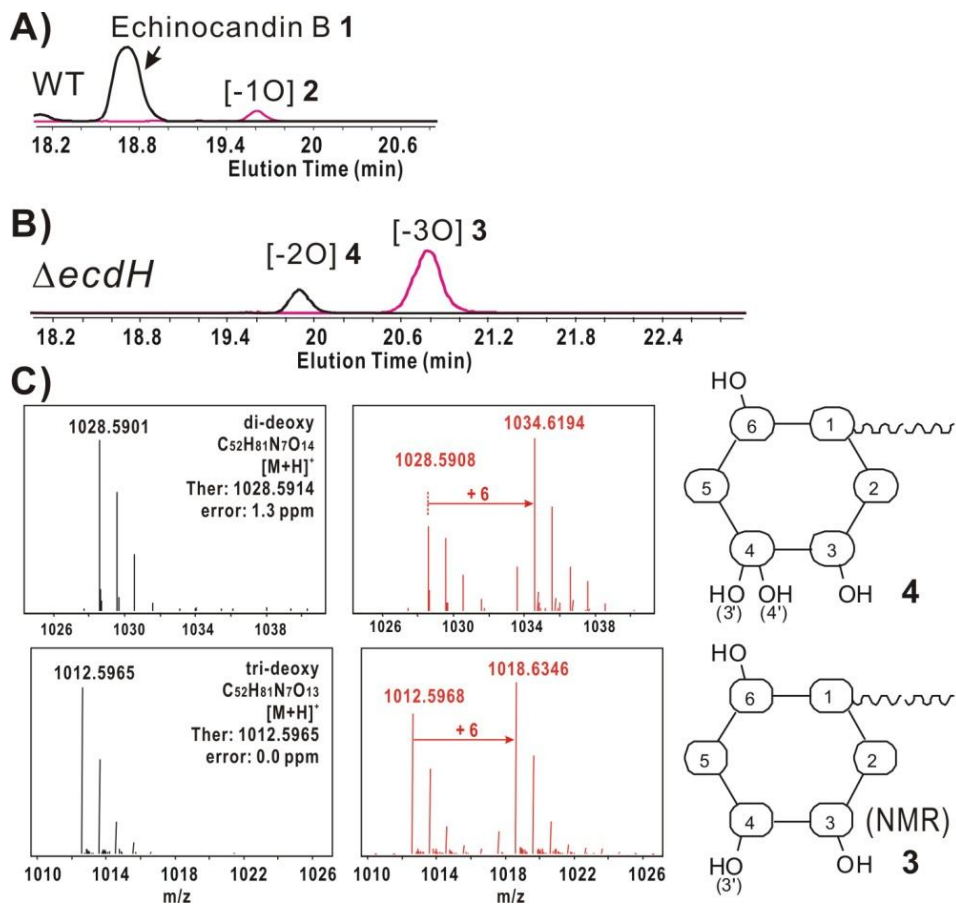 A)
Echinocandin B 1
WT
[-1O] 2
18.2 18.8 19.4 20 20.6
Elution Time (min)
B)
[-3O] 3
[-2O] 4
ΔecdH
18.2 18.8 19.4 20 20.6 21.2 21.8 22.4
Elution Time (min)
C)
1028.5901
di-deoxy
C52H81N7O14
[M+H]+
Ther: 1028.5914
error: 1.3 ppm
1026 1030 1034 1038
1034.6194
1028.5908
+ 6
1026 1030 1034 1038
HO
6 1
5 2
4 3
HO OH OH
(3') (4')
4
1012.5965
tri-deoxy
C52H81N7O13
[M+H]+
Ther: 1012.5965
error: 0.0 ppm
1010 1014 1018 1022 1026
m/z
1018.6346
1012.5968
+ 6
1010 1014 1018 1022 1026
m/z
HO
6 1
5 2
4 3 (NMR)
HO OH
(3')
3